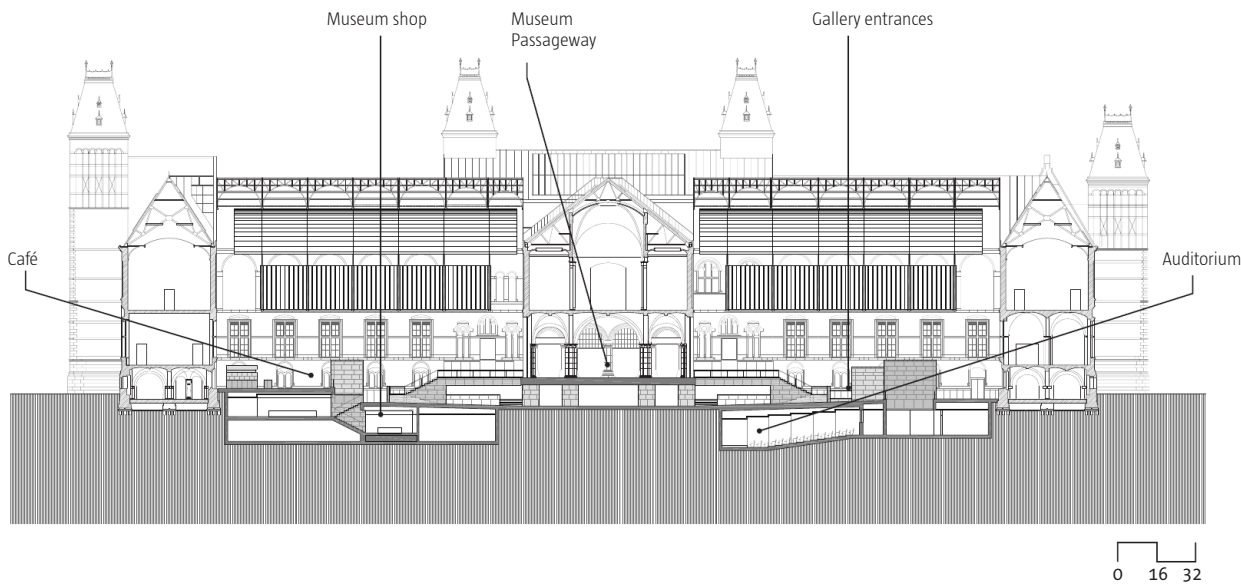 Museum shop
Museum
Passageway
Gallery entrances
Café
Auditorium
0 16 32